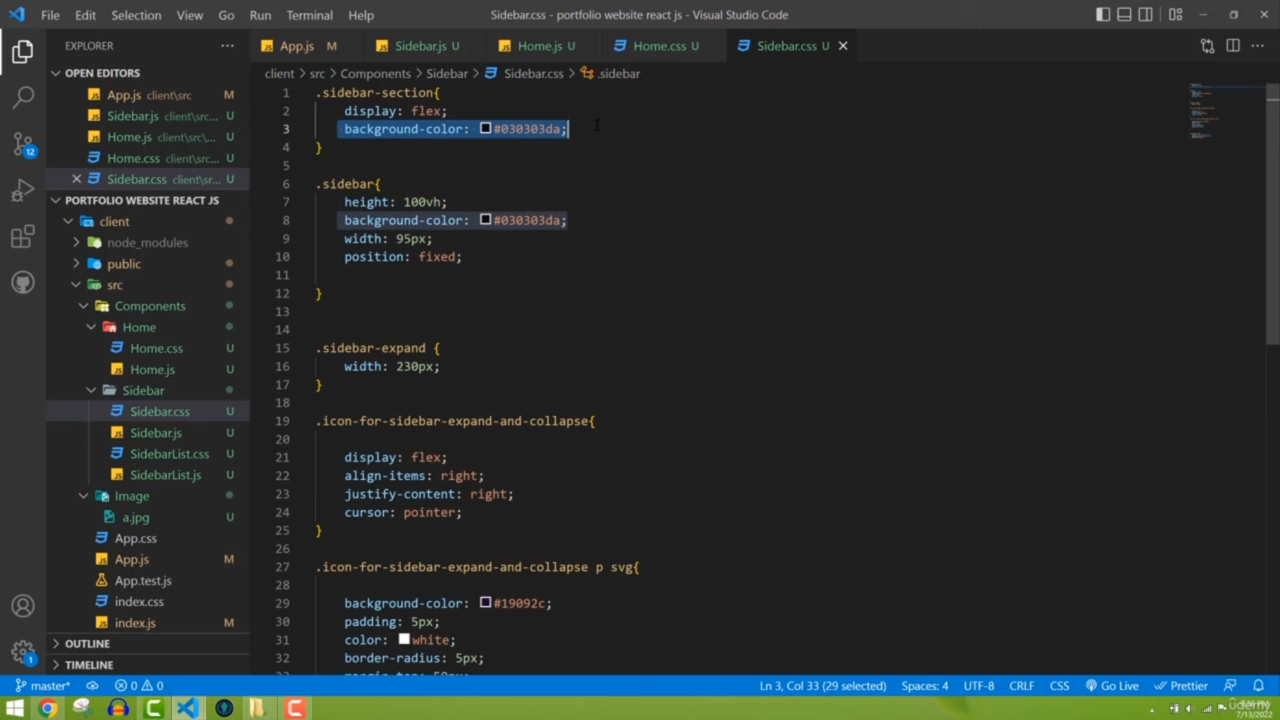 File Edit Selection View Go Run Terminal Help
Sidebar.css - portfolio website react js - Visual Studio Code
EXPLORER ...
App.js M
Sidebar.js U
Home.js U
Home.css U
Sidebar.css U
OPEN EDITORS
App.js client\src M
Sidebar.js client\sr... U
Home.js client\src\... U
Home.css client\src... U
Sidebar.css client\sr... U
PORTFOLIO WEBSITE REACT JS
client
node_modules
public
src
Components
Home
Home.css U
Home.js U
Sidebar
Sidebar.css U
Sidebar.js U
SidebarList.css U
SidebarList.js U
Image
a.jpg U
App.css
App.js M
App.test.js
index.css
index.js M
OUTLINE
TIMELINE
12
1
client > src > Components > Sidebar > Sidebar.css > .sidebar
1 .sidebar-section{
2 display: flex;
3 background-color: #030303da;
4 }
5
6 .sidebar{
7 height: 100vh;
8 background-color: #030303da;
9 width: 95px;
10 position: fixed;
11
12 }
13
14
15 .sidebar-expand {
16 width: 230px;
17 }
18
19 .icon-for-sidebar-expand-and-collapse{
20
21 display: flex;
22 align-items: right;
23 justify-content: right;
24 cursor: pointer;
25 }
26
27 .icon-for-sidebar-expand-and-collapse p svg{
28
29 background-color: #19092c;
30 padding: 5px;
31 color: white;
32 border-radius: 5px;
master* 0 0 Ln 3, Col 33 (29 selected) Spaces: 4 UTF-8 CRLF CSS Go Live Prettier
udemy
7/13/2022